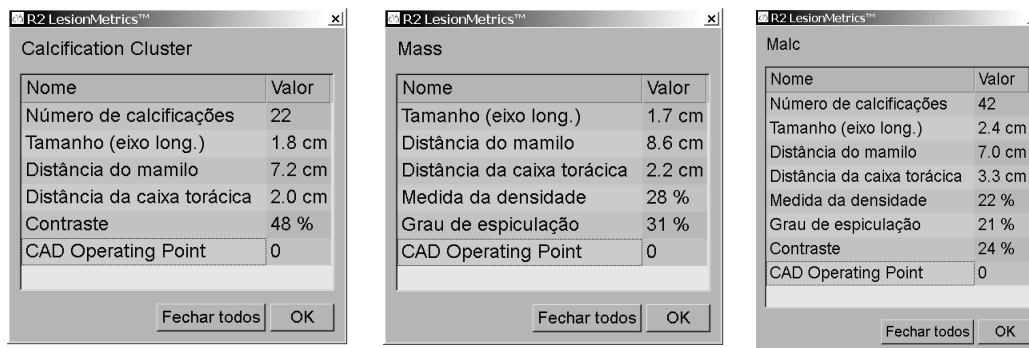 R2 LesionMetrics™
Calcification Cluster
Nome Valor
Número de calcificações 22
Tamanho (eixo long.) 1.8 cm
Distância do mamilo 7.2 cm
Distância da caixa torácica 2.0 cm
Contraste 48 %
CAD Operating Point 0
Fechar todos OK
R2 LesionMetrics™
Mass
Nome Valor
Tamanho (eixo long.) 1.7 cm
Distância do mamilo 8.6 cm
Distância da caixa torácica 2.2 cm
Medida da densidade 28 %
Grau de espiculação 31 %
CAD Operating Point 0
Fechar todos OK
R2 LesionMetrics™
Malc
Nome Valor
Número de calcificações 42
Tamanho (eixo long.) 2.4 cm
Distância do mamilo 7.0 cm
Distância da caixa torácica 3.3 cm
Medida da densidade 22 %
Grau de espiculação 21 %
Contraste 24 %
CAD Operating Point 0
Fechar todos OK